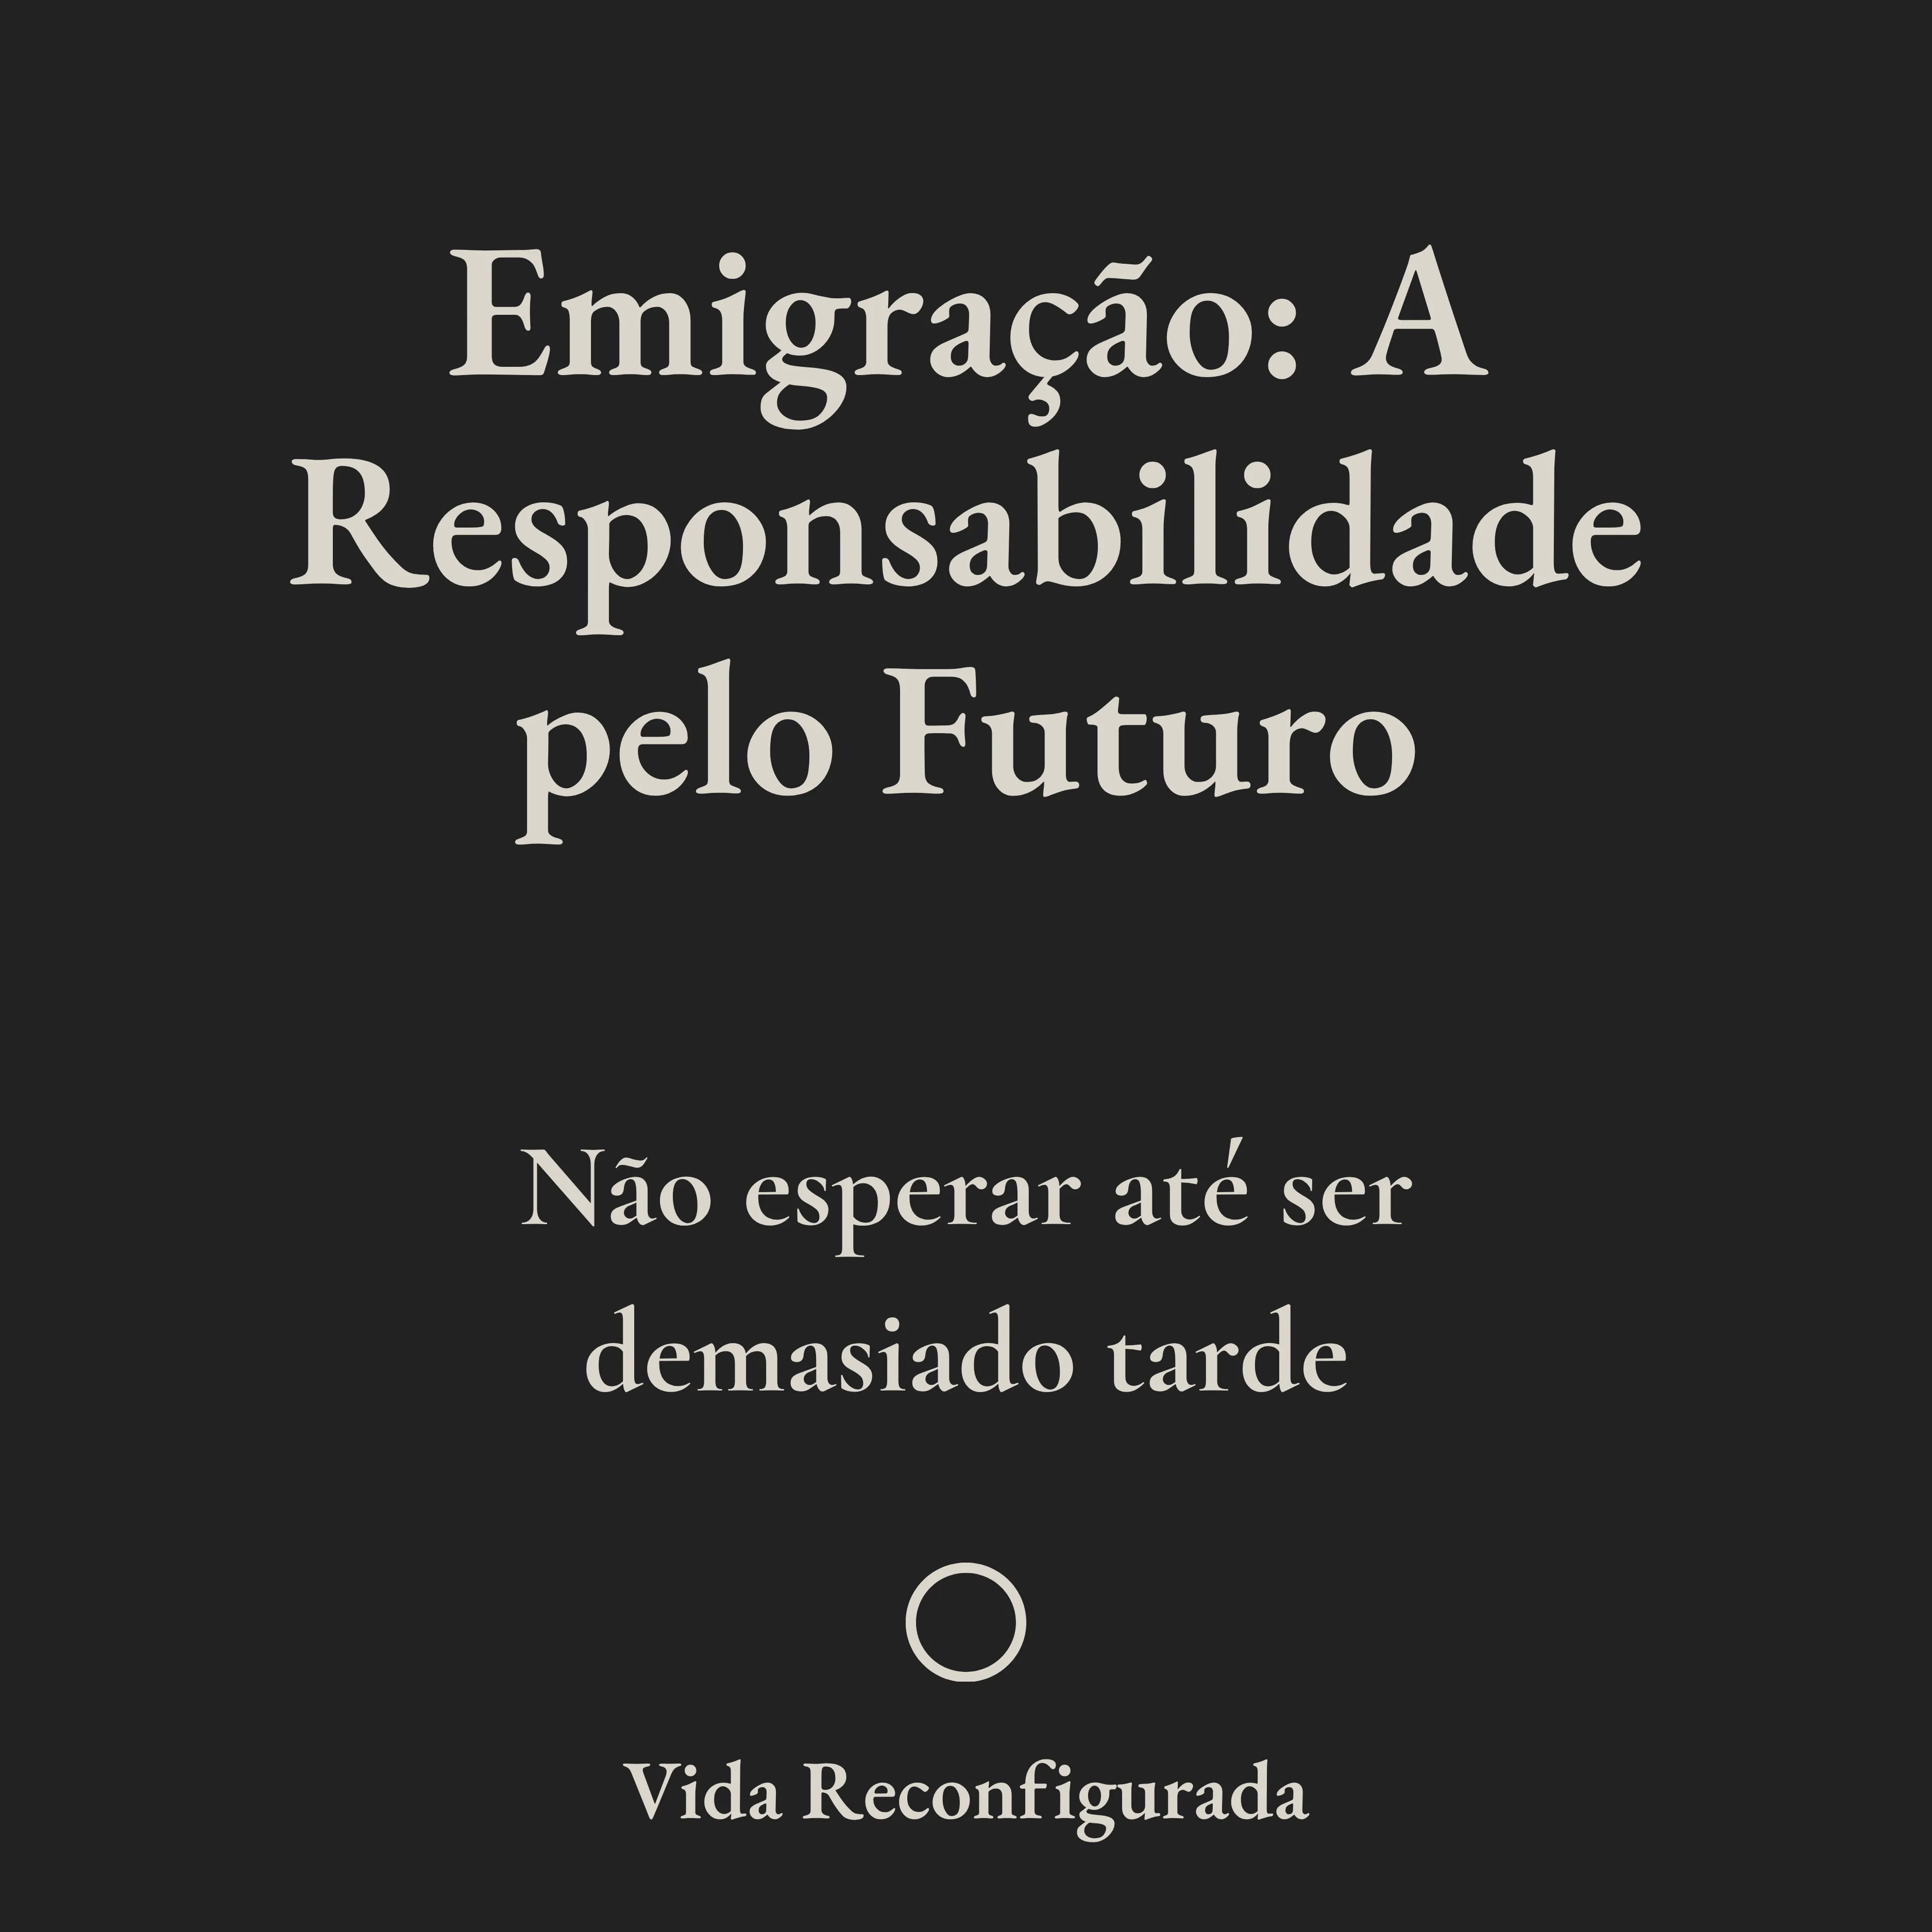 Emigração: A
Responsabilidade
pelo Futuro
Não esperar até ser
demasiado tarde
Vida Reconfigurada